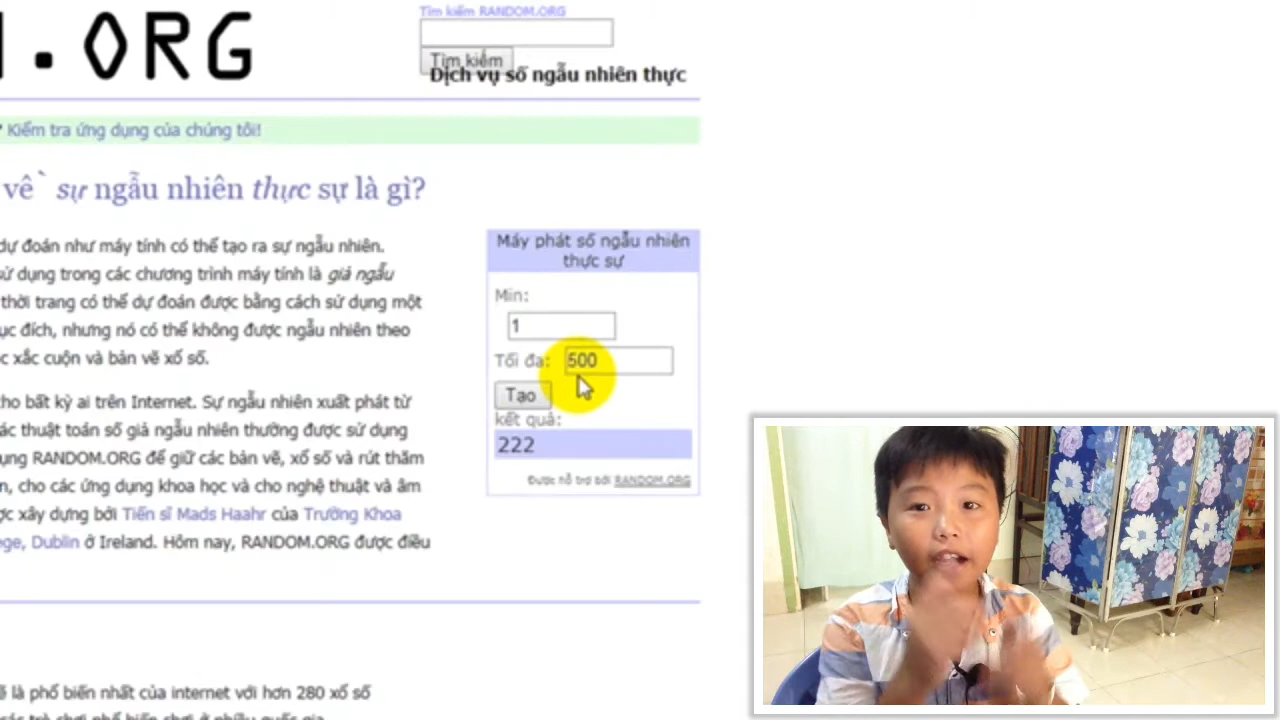 .ORG
Tìm kiếm RANDOM.ORG
Tìm kiếm
Dịch vụ số ngẫu nhiên thực
Kiểm tra ứng dụng của chúng tôi!
về sự ngẫu nhiên thực sự là gì?
dự đoán như máy tính có thể tạo ra sự ngẫu nhiên.
sử dụng trong các chương trình máy tính là giả ngẫu
thời trang có thể dự đoán được bằng cách sử dụng một
ục đích, nhưng nó có thể không được ngẫu nhiên theo
c xắc cuộn và bản vẽ xổ số.
cho bất kỳ ai trên Internet. Sự ngẫu nhiên xuất phát từ
ác thuật toán số giả ngẫu nhiên thường được sử dụng
ụng RANDOM.ORG để giữ các bản vẽ, xổ số và rút thăm
n, cho các ứng dụng khoa học và cho nghệ thuật và âm
ợc xây dựng bởi Tiến sĩ Mads Haahr của Trường Khoa
ege, Dublin ở Ireland. Hôm nay, RANDOM.ORG được điều
Máy phát số ngẫu nhiên
thực sự
Min:
1
Tối đa: 500
Tạo
kết quả:
222
Được hỗ trợ bởi RANDOM.ORG
là phổ biến nhất của internet với hơn 280 xổ số
trò chơi phổ biến chơi ở nhiều quốc gia